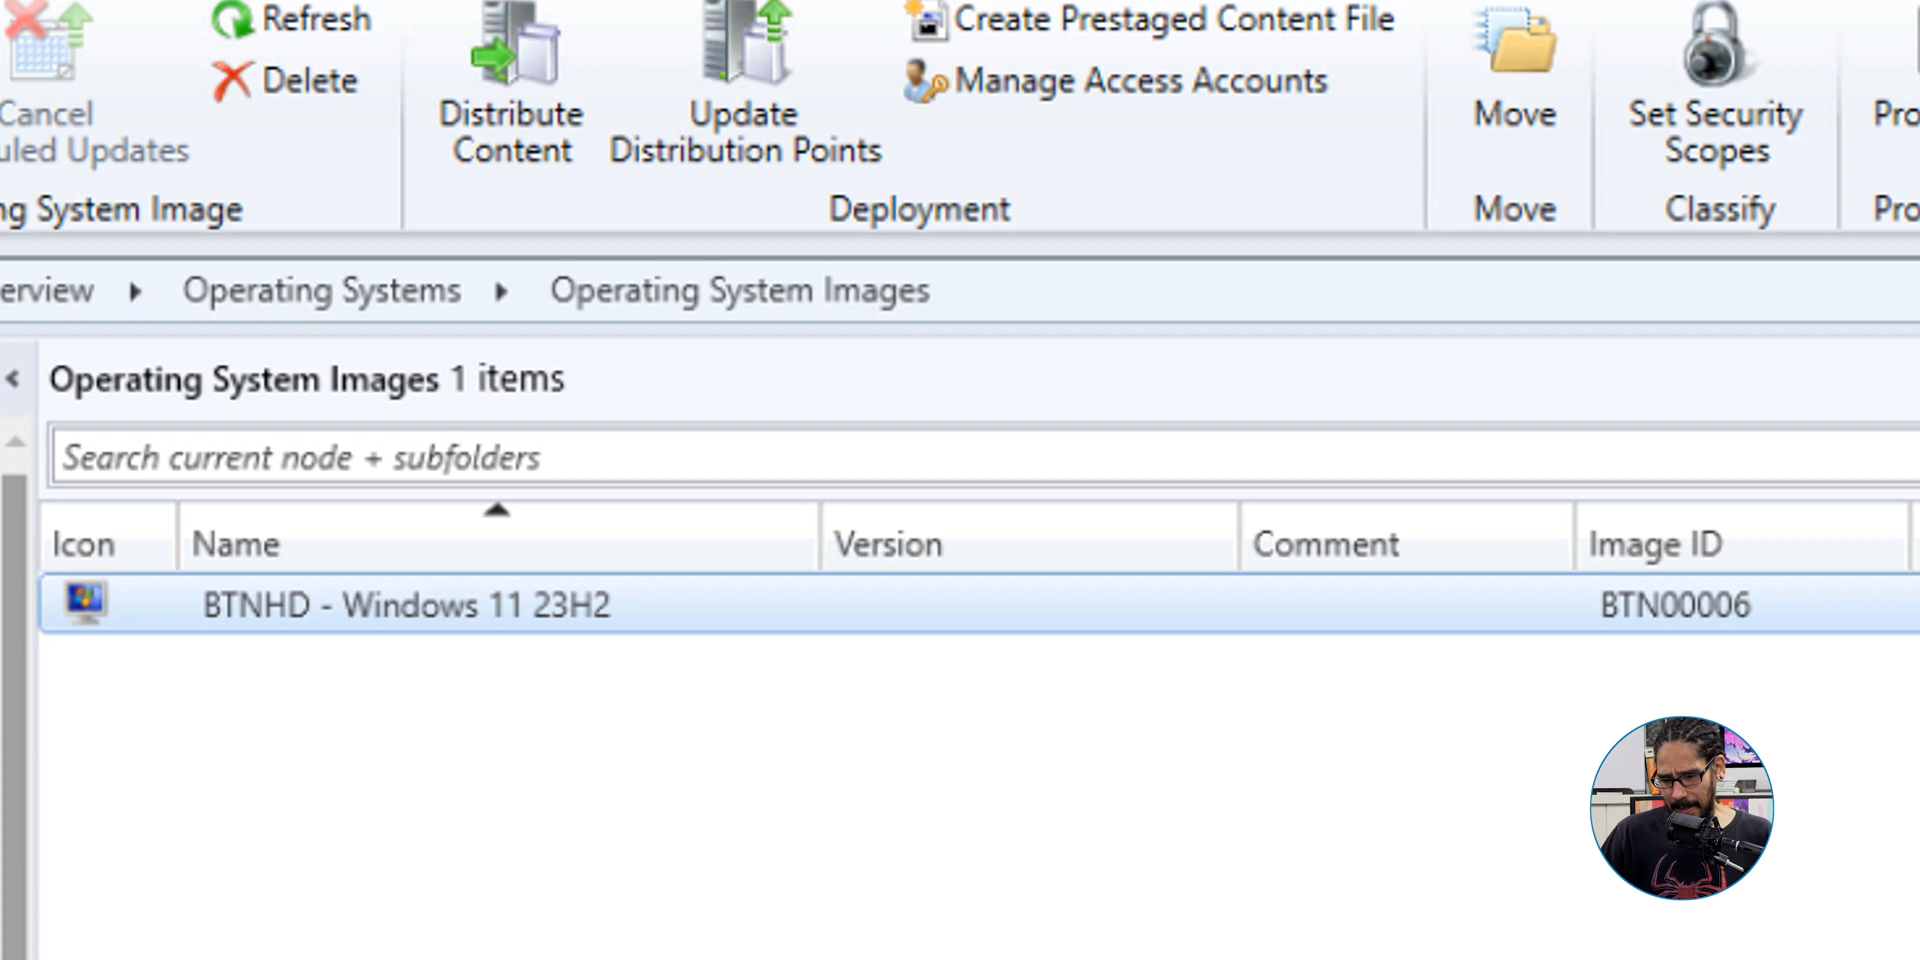 Refresh
Create Prestaged Content File
Delete
Manage Access Accounts
Cancel
uled Updates
Distribute
Content
Update
Distribution Points
Move
Set Security
Scopes
Pro
ng System Image
Deployment
Move
Classify
Pro
erview
Operating Systems
Operating System Images
Operating System Images 1 items
Search current node + subfolders
Icon
Name
Version
Comment
Image ID
BTNHD - Windows 11 23H2
BTN00006